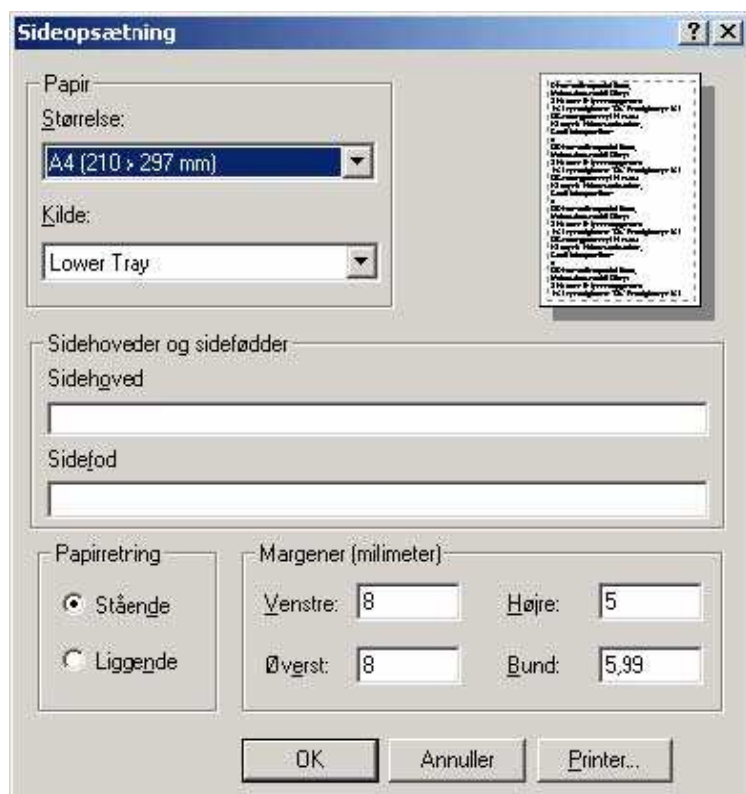 Sideopsætning
Papir
Størrelse:
A4 (210 x 297 mm)
Kilde:
Lower Tray
Sidehoveder og sidefødder
Sidehoved
Sidefod
Papirretning
Stående
Liggende
Margener (milimeter)
Venstre: 8 Højre: 5
Øverst: 8 Bund: 5,99
OK Annuller Printer...